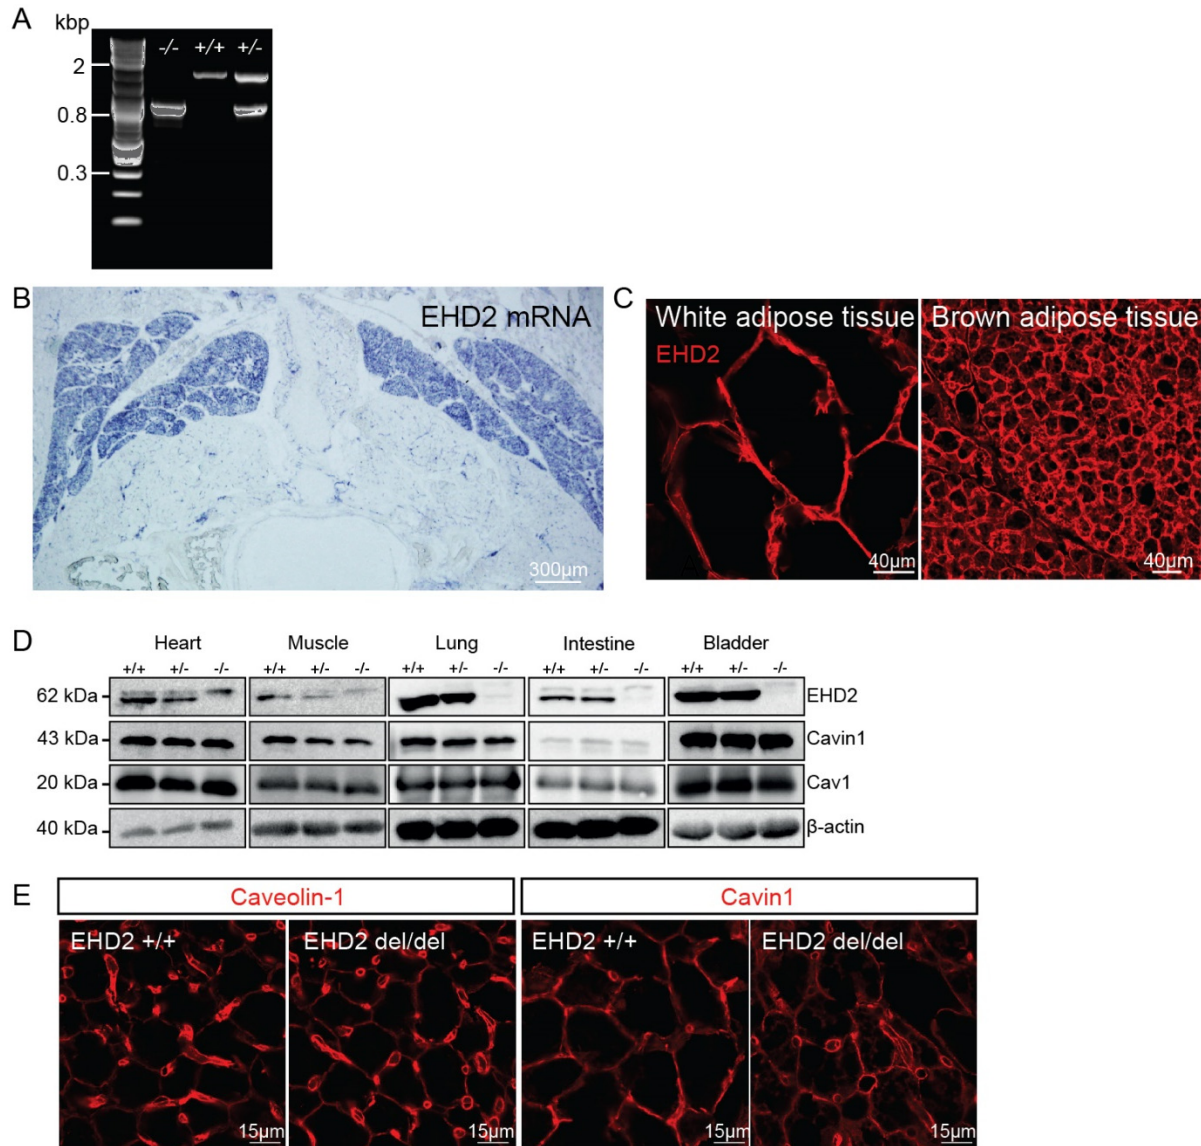 A
kbp
-/- +/+ +/-
2
0.8
0.3
B
EHD2 mRNA
300µm
C
White adipose tissue
EHD2
40µm
Brown adipose tissue
40µm
D
Heart Muscle Lung Intestine Bladder
+/+ +/- -/- +/+ +/- -/- +/+ +/- -/- +/+ +/- -/- +/+ +/- -/-
62 kDa EHD2
43 kDa Cavin1
20 kDa Cav1
40 kDa β-actin
E
Caveolin-1 Cavin1
EHD2 +/+ EHD2 del/del EHD2 +/+ EHD2 del/del
15µm 15µm 15µm 15µm